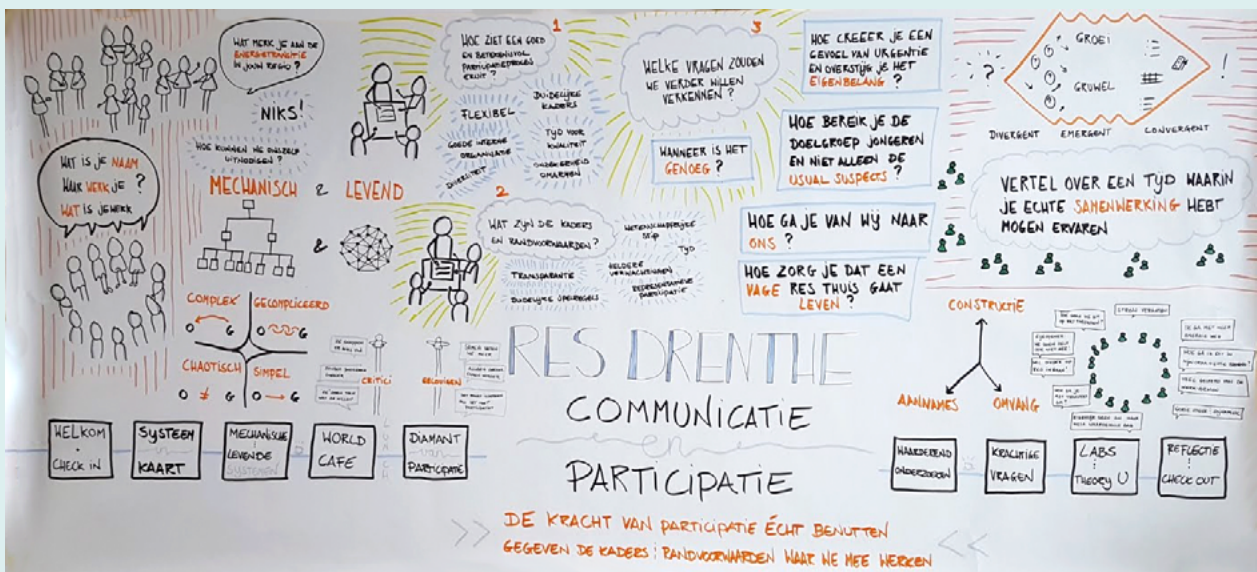 WAT MERK JE AAN DE
ENERGIETRANSITIE
IN JOUW REGIO?
NIKS!
HOE KUNNEN WE ONSZELF
UITNODIGEN?
WAT IS JE NAAM
WAAR WERK JE ?
WAT IS JE WERK
MECHANISCH & LEVEND
&
COMPLEX
GECOMPLICEERD
O G
O G
CHAOTISCH
SIMPEL
O ≠ G
O → G
1
HOE ZIET EEN GOED
EN BETEKENISVOL
PARTICIPATIEPROCES
ERUIT?
FLEXIBEL
DUIDELIJKE
KADERS
GOEDE INTERNE
ORGANISATIE
TIJD VOOR
KWALITEIT
DIVERSITEIT
ONZEKERHEID
OMARMEN
2
WAT ZIJN DE KADERS
EN RANDVOORWAARDEN?
TIJD
TRANSPARANTIE
HELDERE
VERWACHTINGEN
DUIDELIJKE SPELREGELS
REPRESENTATIEVE
PARTICIPATIE
CRITICI
GELOVIGEN
3
WELKE VRAGEN ZOUDEN
WE VERDER WILLEN
VERKENNEN?
WANNEER IS HET
GENOEG?
HOE CREEER JE EEN
GEVOEL VAN URGENTIE
EN OVERSTIJG JE HET
EIGENBELANG?
HOE BEREIK JE DE
DOELGROEP JONGEREN
EN NIET ALLEEN DE
USUAL SUSPECTS?
HOE GA JE VAN WIJ NAAR
ONS?
HOE ZORG JE DAT EEN
VAGE RES THUIS GAAT
LEVEN?
?
GROEI
GRUWEL
!
DIVERGENT EMERGENT CONVERGENT
VERTEL OVER EEN TIJD WAARIN
JE ECHTE SAMENWERKING HEBT
MOGEN ERVAREN
CONSTRUCTIE
AANNAMES
OMVANG
RES DRENTHE
COMMUNICATIE
en
PARTICIPATIE
WELKOM
CHECK IN
SYSTEEM
KAART
MECHANISCHE
LEVENDE
SYSTEMEN
WORLD
CAFE
LUNCH
DIAMANT
van
PARTICIPATIE
WAARDEREND
ONDERZOEKEN
KRACHTIGE
VRAGEN
LABS
THEORY U
REFLECTIE
CHECK OUT
>> DE KRACHT VAN PARTICIPATIE ÉCHT BENUTTEN
GEGEVEN DE KADERS : RANDVOORWAARDEN WAAR WE MEE WERKEN <<